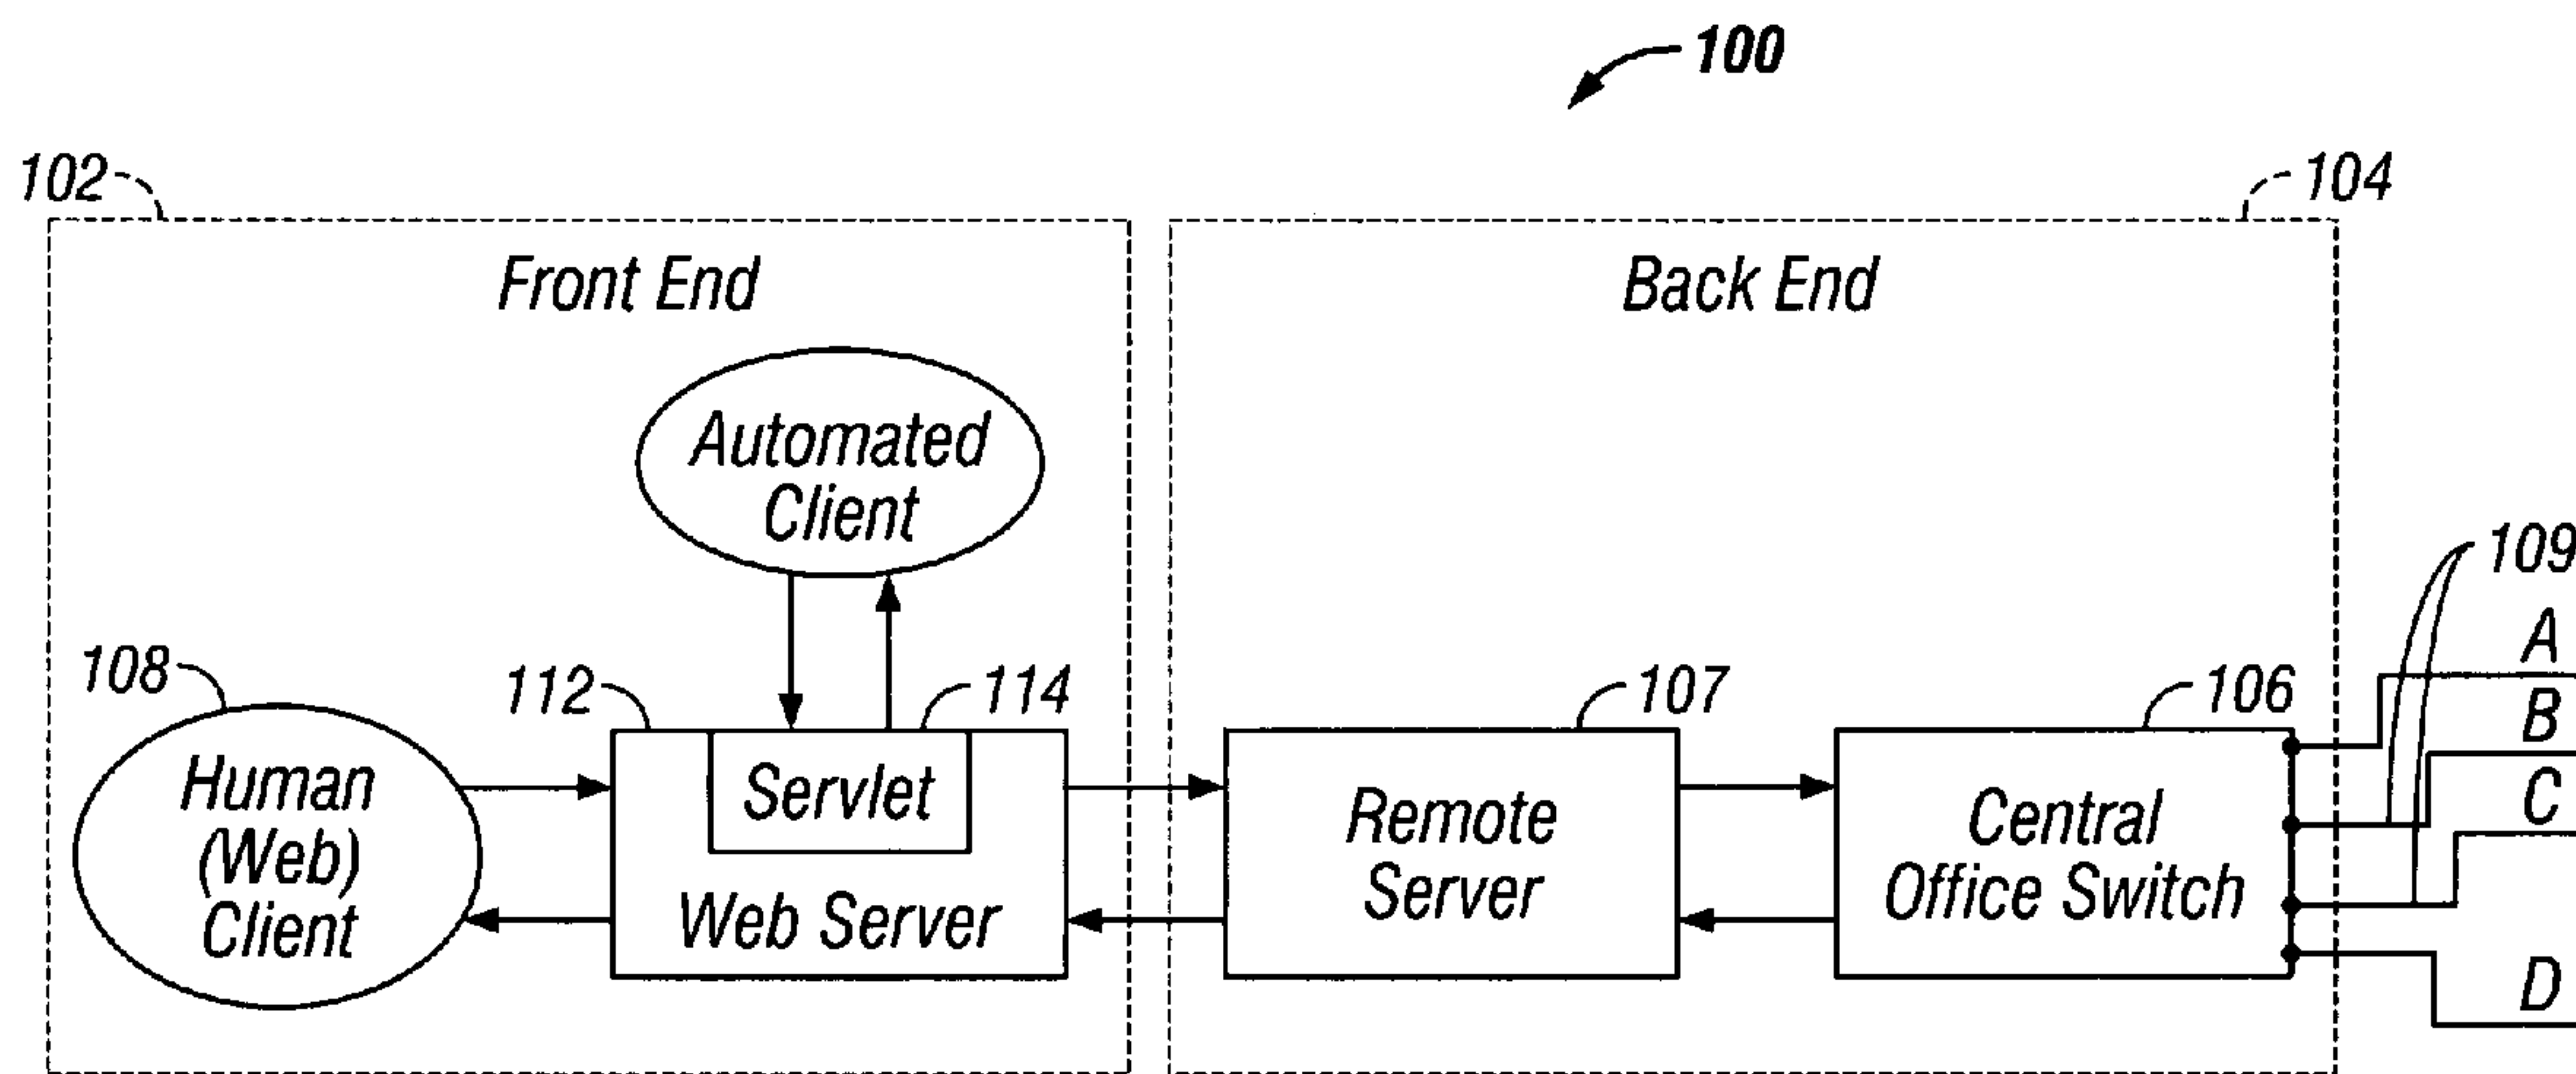 100
102
104
Front End
Back End
Automated
Client
109
A
108
112
114
107
106
B
Human
(Web)
Client
Servlet
Web Server
Remote
Server
Central
Office Switch
C
D